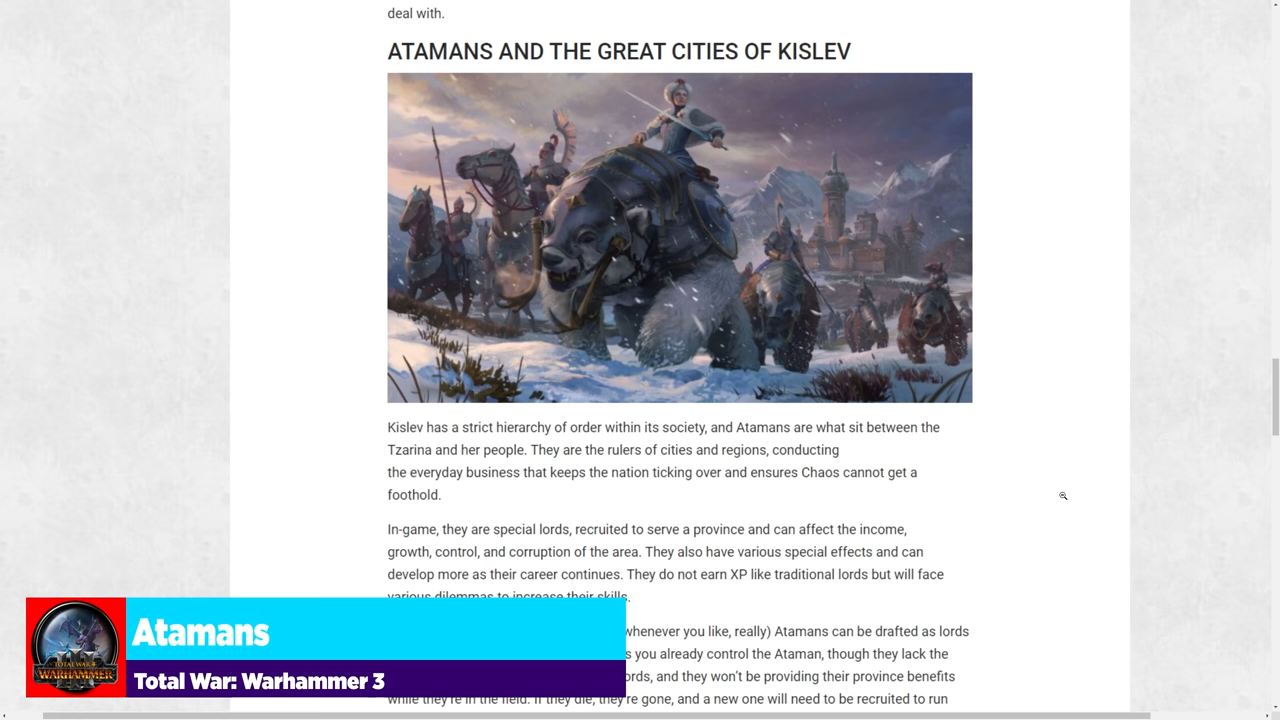 deal with.
ATAMANS AND THE GREAT CITIES OF KISLEV
Kislev has a strict hierarchy of order within its society, and Atamans are what sit between the
Tzarina and her people. They are the rulers of cities and regions, conducting
the everyday business that keeps the nation ticking over and ensures Chaos cannot get a
foothold.
In-game, they are special lords, recruited to serve a province and can affect the income,
growth, control, and corruption of the area. They also have various special effects and can
develop more as their career continues. They do not earn XP like traditional lords but will face
various dilemmas to increase their skills.
whenever you like, really) Atamans can be drafted as lords
s you already control the Ataman, though they lack the
ords, and they won't be providing their province benefits
while they're in the field. If they die, they're gone, and a new one will need to be recruited to run
TOTAL WAR
WARHAMMER
Atamans
Total War: Warhammer 3